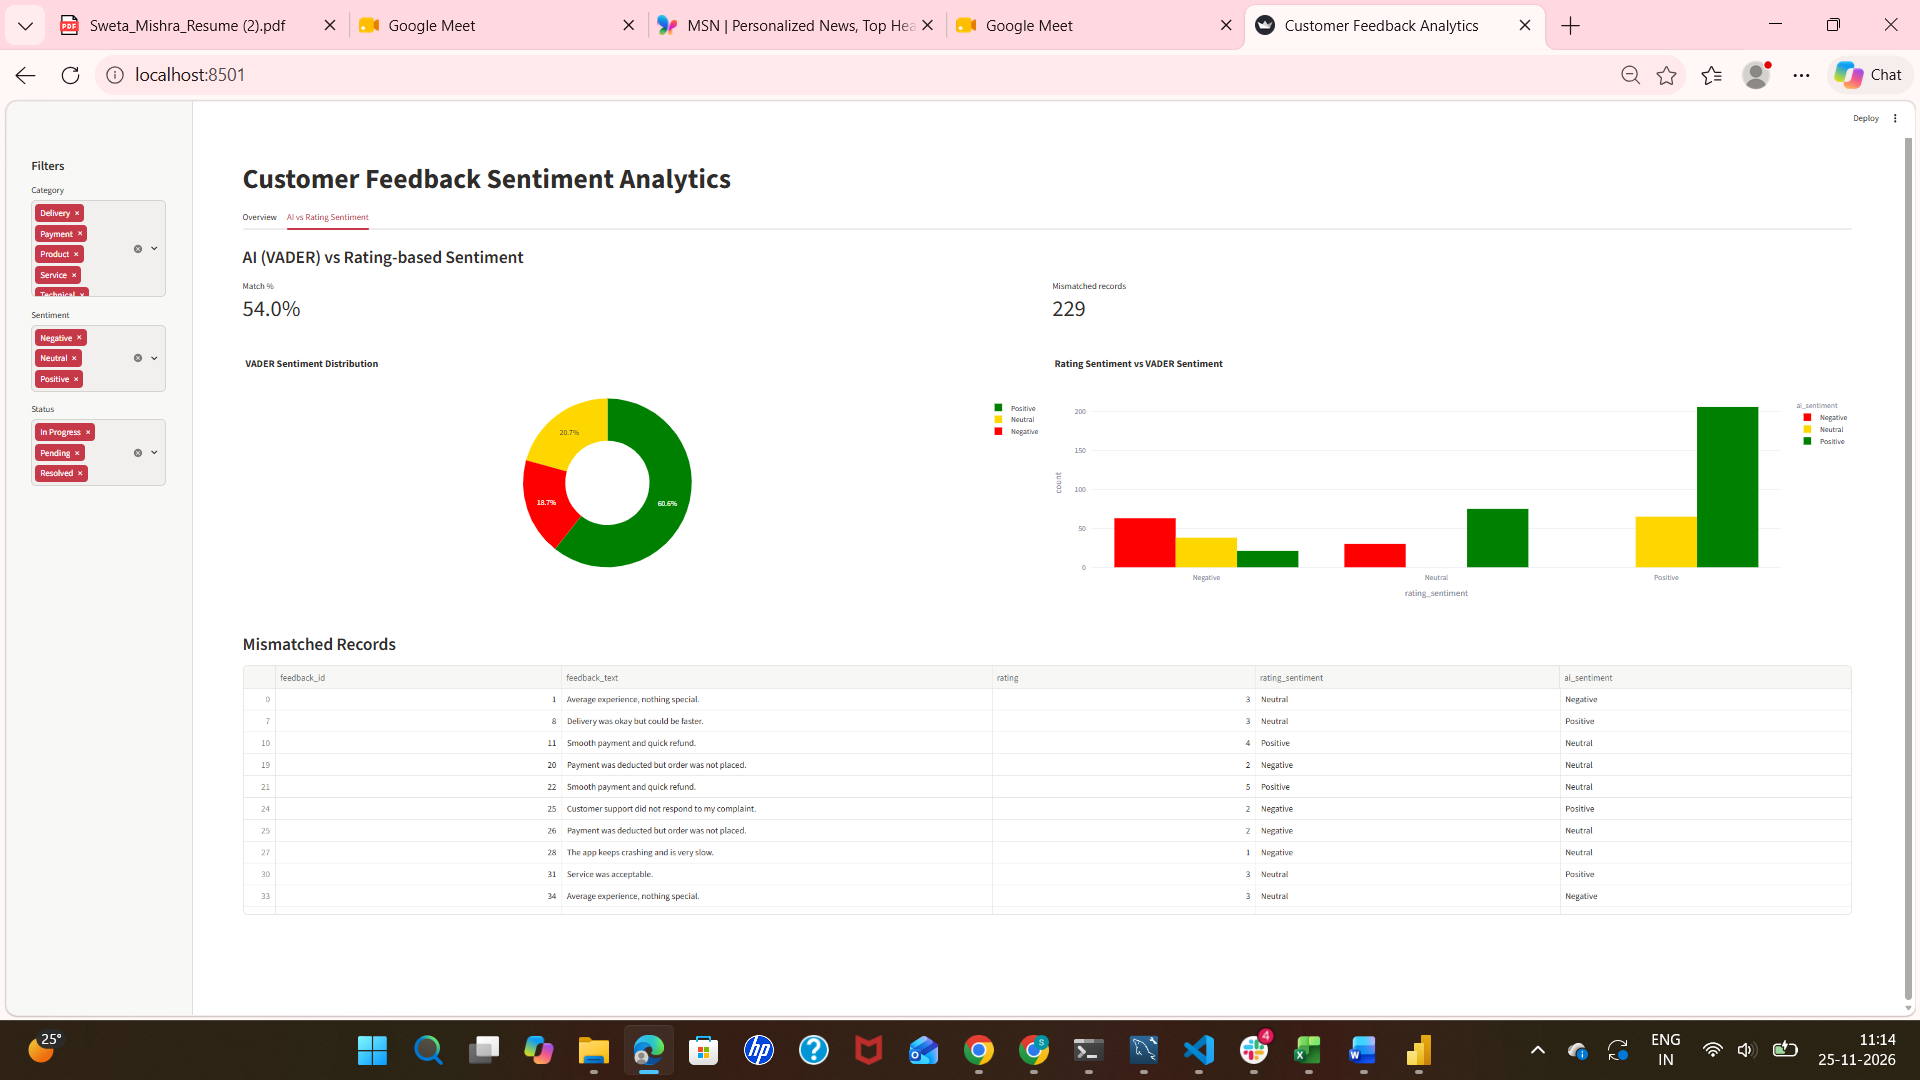 Sweta_Mishra_Resume (2).pdf
Google Meet
MSN | Personalized News, Top Hea
Google Meet
Customer Feedback Analytics
localhost:8501
Chat
Deploy
Filters
Category
Delivery ×
Payment ×
Product ×
Service ×
Technical ×
Sentiment
Negative ×
Neutral ×
Positive ×
Status
In Progress ×
Pending ×
Resolved ×
Customer Feedback Sentiment Analytics
Overview AI vs Rating Sentiment
AI (VADER) vs Rating-based Sentiment
Match %
54.0%
Mismatched records
229
VADER Sentiment Distribution
20.7%
18.7%
60.6%
Positive
Neutral
Negative
Rating Sentiment vs VADER Sentiment
200
150
100
50
0
count
Negative
Neutral
Positive
rating_sentiment
ai_sentiment
Negative
Neutral
Positive
Mismatched Records
feedback_id feedback_text rating rating_sentiment ai_sentiment
0 1 Average experience, nothing special. 3 Neutral Negative
7 8 Delivery was okay but could be faster. 3 Neutral Positive
10 11 Smooth payment and quick refund. 4 Positive Neutral
19 20 Payment was deducted but order was not placed. 2 Negative Neutral
21 22 Smooth payment and quick refund. 5 Positive Neutral
24 25 Customer support did not respond to my complaint. 2 Negative Positive
25 26 Payment was deducted but order was not placed. 2 Negative Neutral
27 28 The app keeps crashing and is very slow. 1 Negative Neutral
30 31 Service was acceptable. 3 Neutral Positive
33 34 Average experience, nothing special. 3 Neutral Negative
25°
4
ENG
IN
11:14
25-11-2026